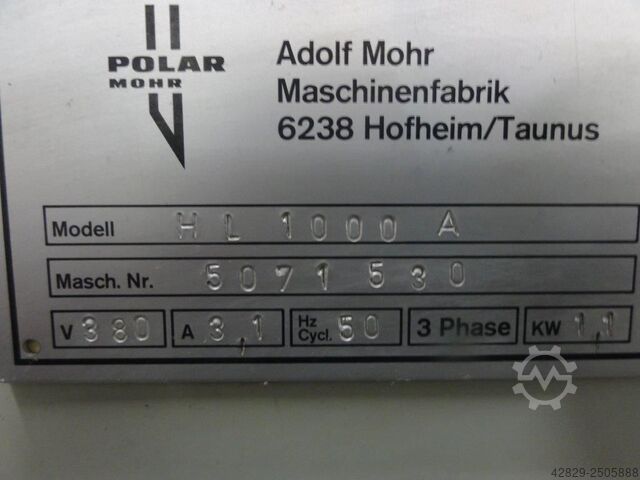 POLAR
MOHR
Adolf Mohr
Maschinenfabrik
6238 Hofheim/Taunus
Modell HL 1000 A
Masch. Nr. 5071530
V 380 A 3,1 Hz Cycl. 50 3 Phase KW 1,1
42829-2505888